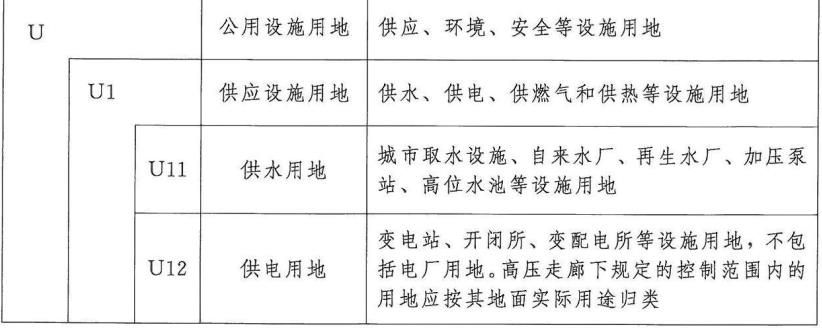 U 公用设施用地 供应、环境、安全等设施用地
U1 供应设施用地 供水、供电、供燃气和供热等设施用地
U11 供水用地 城市取水设施、自来水厂、再生水厂、加压泵
站、高位水池等设施用地
U12 供电用地 变电站、开闭所、变配电所等设施用地，不包
括电厂用地。高压走廊下规定的控制范围内的
用地应按其地面实际用途归类